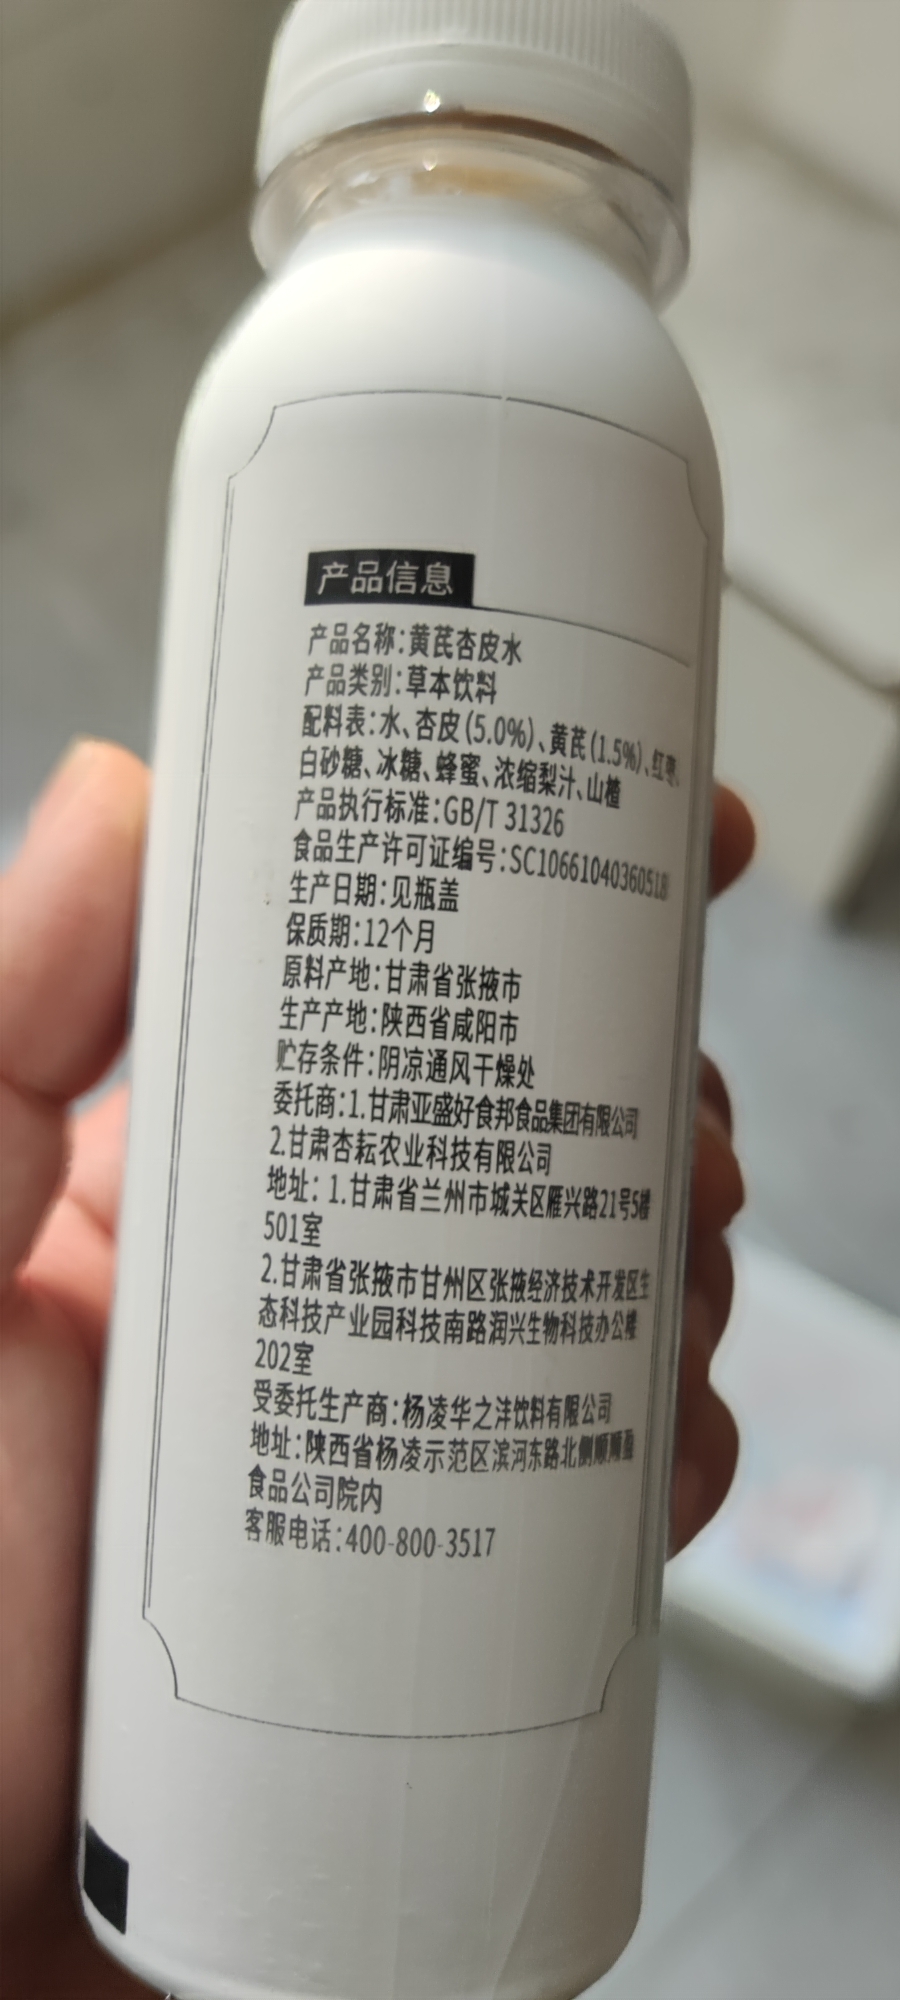 产品信息
产品名称:黄芪杏皮水
产品类别:草本饮料
配料表:水、杏皮(5.0%)、黄芪(1.5%)、红枣、
白砂糖、冰糖、蜂蜜、浓缩梨汁、山楂
产品执行标准:GB/T 31326
食品生产许可证编号:SC10661040360518
生产日期:见瓶盖
保质期:12个月
原料产地:甘肃省张掖市
生产产地:陕西省咸阳市
贮存条件:阴凉通风干燥处
委托商:1.甘肃亚盛好食邦食品集团有限公司
2.甘肃杏耘农业科技有限公司
地址: 1.甘肃省兰州市城关区雁兴路21号5楼
501室
2.甘肃省张掖市甘州区张掖经济技术开发区生
态科技产业园科技南路润兴生物科技办公楼
202室
受委托生产商:杨凌华之沣饮料有限公司
地址:陕西省杨凌示范区滨河东路北侧顺
食品公司院内
客服电话:400-800-3517